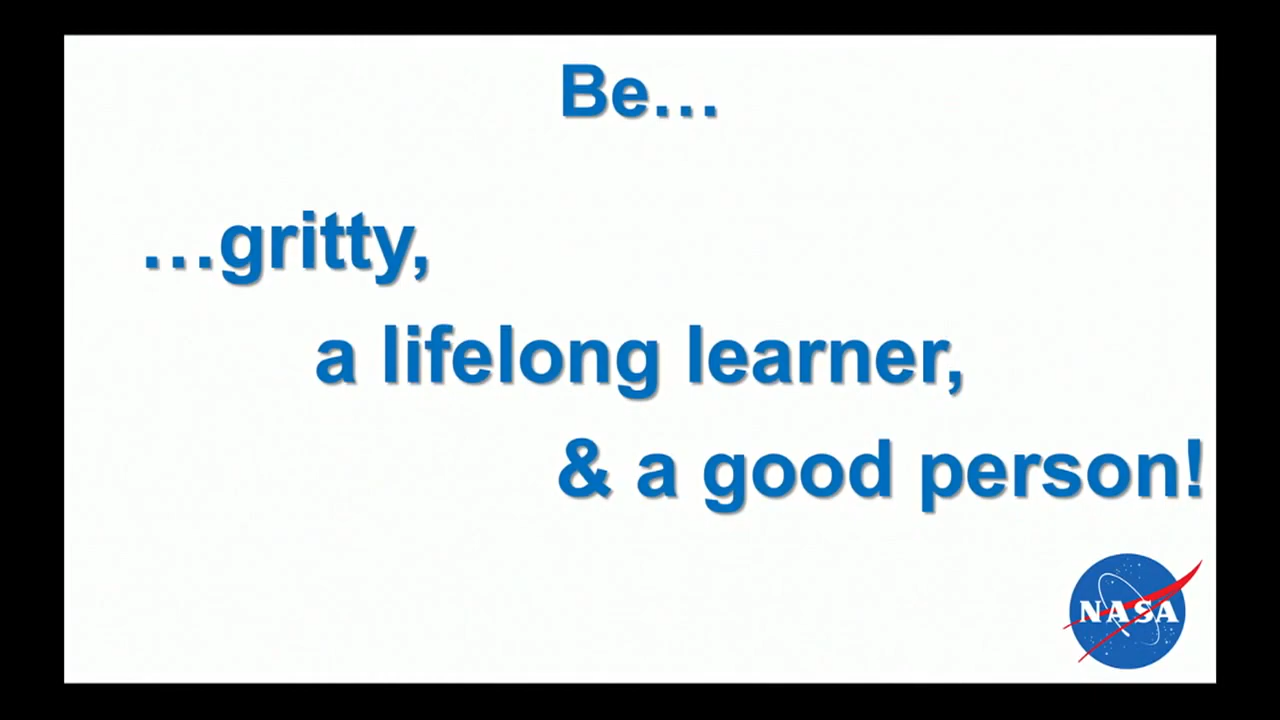 Be…
…gritty,
a lifelong learner,
& a good person!
NASA